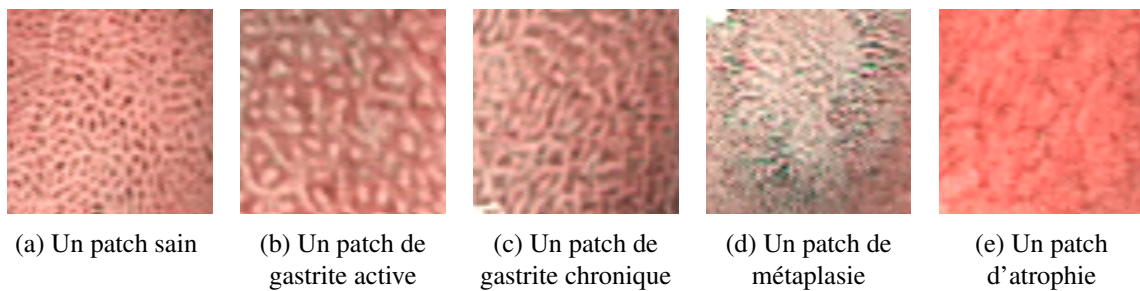 (a) Un patch sain
(b) Un patch de
gastrite active
(c) Un patch de
gastrite chronique
(d) Un patch de
métaplasie
(e) Un patch
d'atrophie